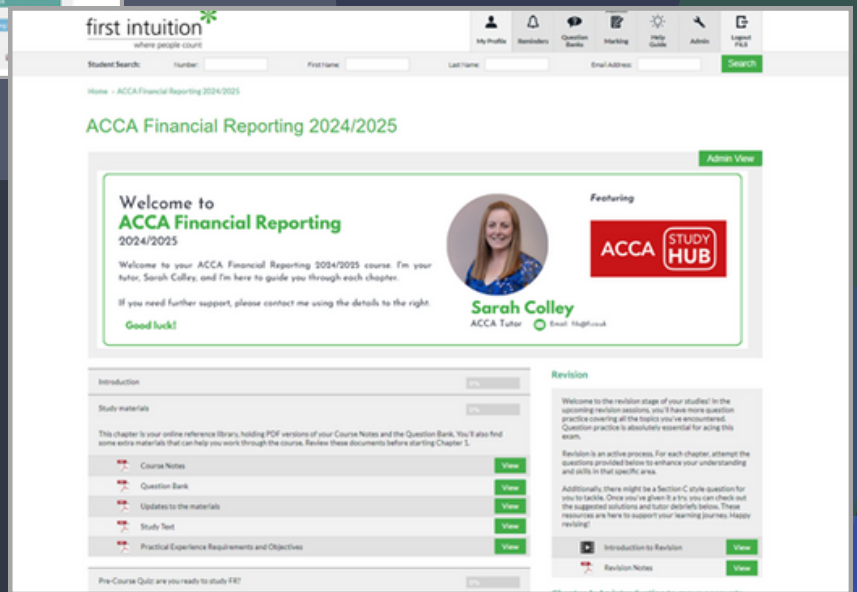 first intuition
where people count
My Profile
Reminders
Question Banks
Marking
Help Guide
Admin
Logout FILS
Student Search:
Number:
First Name:
Last Name:
Email Address:
Search
Home > ACCA Financial Reporting 2024/2025
ACCA Financial Reporting 2024/2025
Admin View
Welcome to
ACCA Financial Reporting
2024/2025
Welcome to your ACCA Financial Reporting 2024/2025 course. I'm your
tutor, Sarah Colley, and I'm here to guide you through each chapter.
If you need further support, please contact me using the details to the right.
Good luck!
Featuring
ACCA STUDY HUB
Sarah Colley
ACCA Tutor
Email:
Introduction
0%
Study materials
0%
This chapter is your online reference library, holding PDF versions of your Course Notes and the Question Bank. You'll also find
some extra materials that can help you work through the course. Review these documents before starting Chapter 1.
Course Notes View
Question Bank View
Updates to the materials View
Study Text View
Practical Experience Requirements and Objectives View
Pre-Course Quiz: are you ready to study FR?
0%
Revision
Welcome to the revision stage of your studies! In the
upcoming revision sessions, you'll have more question
practice covering all the topics you've encountered.
Question practice is absolutely essential for acing this
exam.
Revision is an active process. For each chapter, attempt the
questions provided below to enhance your understanding
and skills in that specific area.
Additionally, there might be a Section C style question for
you to tackle. Once you've given it a try, you can check out
the suggested solutions and tutor debriefs below. These
resources are here to support your learning journey. Happy
revising!
Introduction to Revision View
Revision Notes View